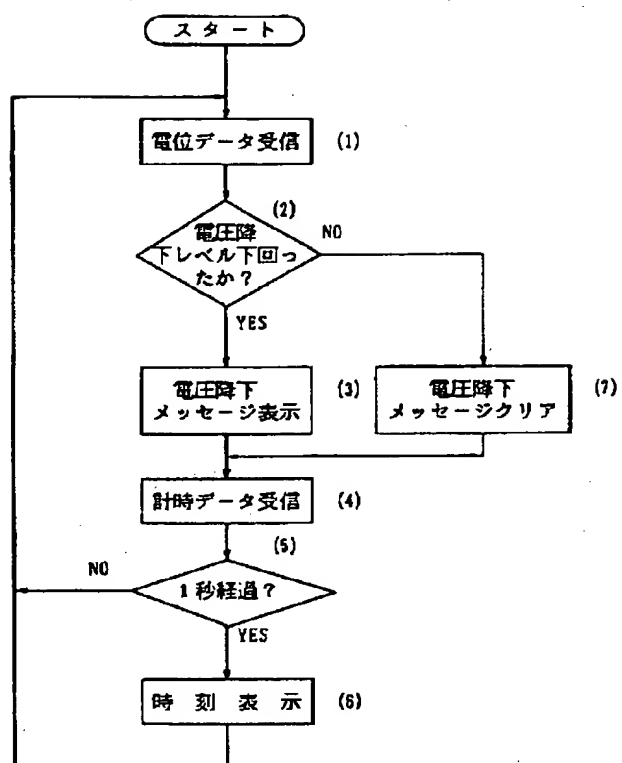 スタート
電位データ受信 (1)
(2)
電圧降
下レベル下回っ
たか?
NO
YES
電圧降下
メッセージ表示
(3)
電圧降下
メッセージクリア
(7)
計時データ受信 (4)
(5)
1秒経過?
NO
YES
時刻表示 (6)